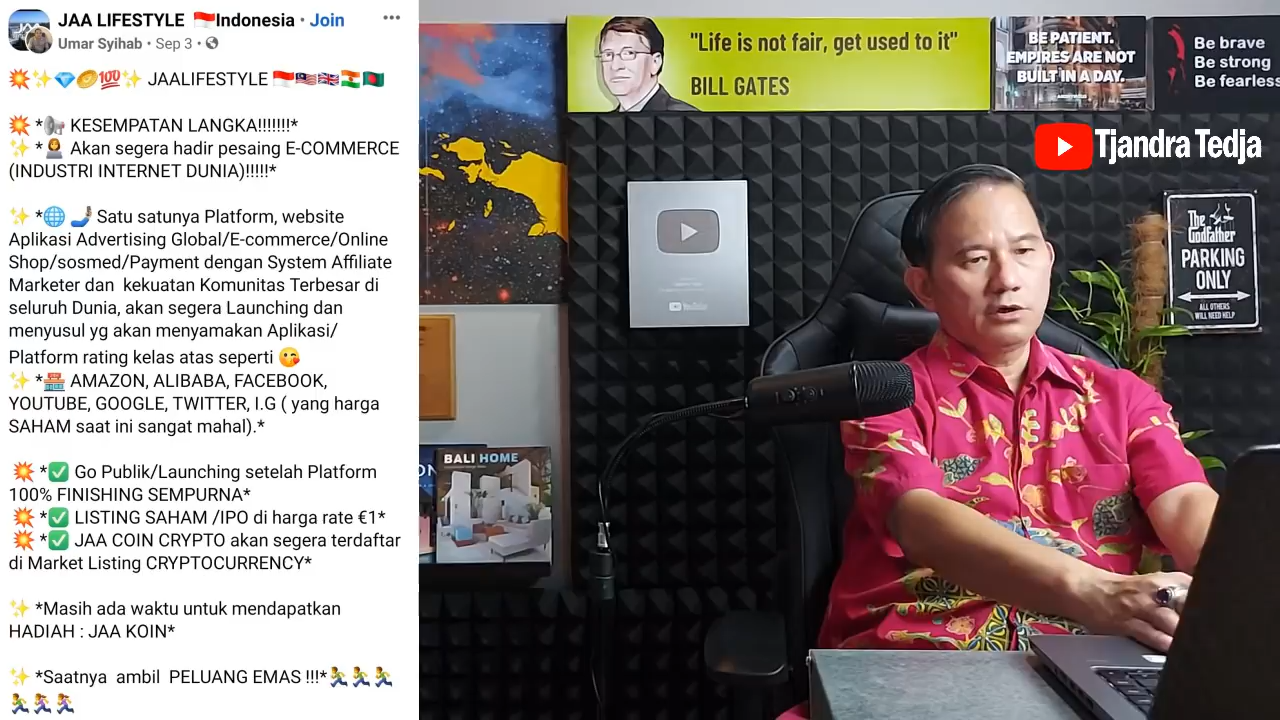 JAA LIFESTYLE 🇮🇩Indonesia · Join
Umar Syihab · Sep 3 ·
💥✨💎🪙💯✨ JAALIFESTYLE 🇮🇩🇲🇾🇬🇧🇮🇳🇧🇩
💥 *📢 KESEMPATAN LANGKA!!!!!!!*
✨ *👩‍💼 Akan segera hadir pesaing E-COMMERCE
(INDUSTRI INTERNET DUNIA)!!!!!*
✨ *🌐 🤳 Satu satunya Platform, website
Aplikasi Advertising Global/E-commerce/Online
Shop/sosmed/Payment dengan System Affiliate
Marketer dan kekuatan Komunitas Terbesar di
seluruh Dunia, akan segera Launching dan
menyusul yg akan menyamakan Aplikasi/
Platform rating kelas atas seperti 😋
✨ *🏪 AMAZON, ALIBABA, FACEBOOK,
YOUTUBE, GOOGLE, TWITTER, I.G ( yang harga
SAHAM saat ini sangat mahal).*
💥 *✅ Go Publik/Launching setelah Platform
100% FINISHING SEMPURNA*
💥 *✅ LISTING SAHAM /IPO di harga rate €1*
💥 *✅ JAA COIN CRYPTO akan segera terdaftar
di Market Listing CRYPTOCURRENCY*
✨ *Masih ada waktu untuk mendapatkan
HADIAH : JAA KOIN*
✨ *Saatnya ambil PELUANG EMAS !!!*🏃‍♂️🏃‍♂️🏃‍♂️
🏃‍♂️🏃‍♀️🏃‍♀️
"Life is not fair, get used to it"
BILL GATES
BE PATIENT.
EMPIRES ARE NOT
BUILT IN A DAY.
Be brave
Be strong
Be fearless
Tjandra Tedja
YouTube
The
Godfather
PARKING
ONLY
ALL OTHERS
WILL NEED HELP
BALI HOME